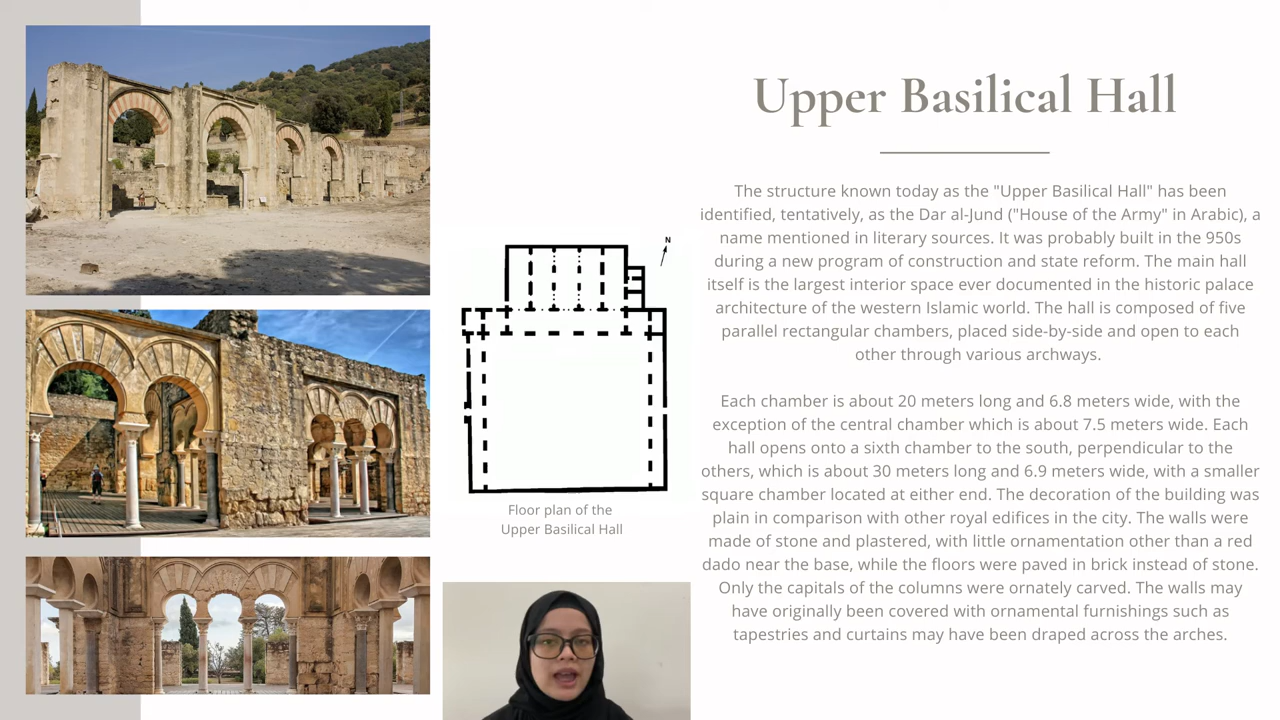 Upper Basilical Hall
The structure known today as the "Upper Basilical Hall" has been
identified, tentatively, as the Dar al-Jund ("House of the Army" in Arabic), a
name mentioned in literary sources. It was probably built in the 950s
during a new program of construction and state reform. The main hall
itself is the largest interior space ever documented in the historic palace
architecture of the western Islamic world. The hall is composed of five
parallel rectangular chambers, placed side-by-side and open to each
other through various archways.
Each chamber is about 20 meters long and 6.8 meters wide, with the
exception of the central chamber which is about 7.5 meters wide. Each
hall opens onto a sixth chamber to the south, perpendicular to the
others, which is about 30 meters long and 6.9 meters wide, with a smaller
square chamber located at either end. The decoration of the building was
plain in comparison with other royal edifices in the city. The walls were
made of stone and plastered, with little ornamentation other than a red
dado near the base, while the floors were paved in brick instead of stone.
Only the capitals of the columns were ornately carved. The walls may
have originally been covered with ornamental furnishings such as
tapestries and curtains may have been draped across the arches.
N
Floor plan of the
Upper Basilical Hall